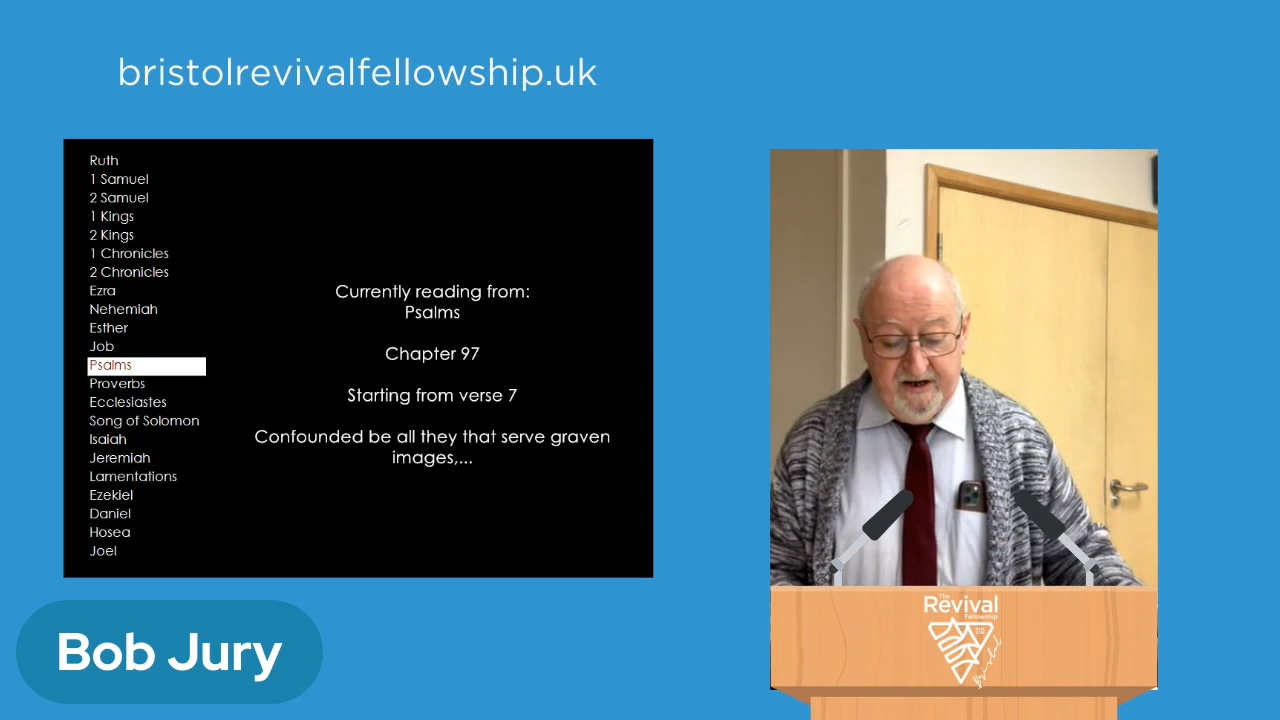 bristolrevivalfellowship.uk
Ruth
1 Samuel
2 Samuel
1 Kings
2 Kings
1 Chronicles
2 Chronicles
Ezra
Nehemiah
Esther
Job
Psalms
Proverbs
Ecclesiastes
Song of Solomon
Isaiah
Jeremiah
Lamentations
Ezekiel
Daniel
Hosea
Joel
Currently reading from:
Psalms
Chapter 97
Starting from verse 7
Confounded be all they that serve graven
images,...
Bob Jury
The
Revival
Fellowship
bristol